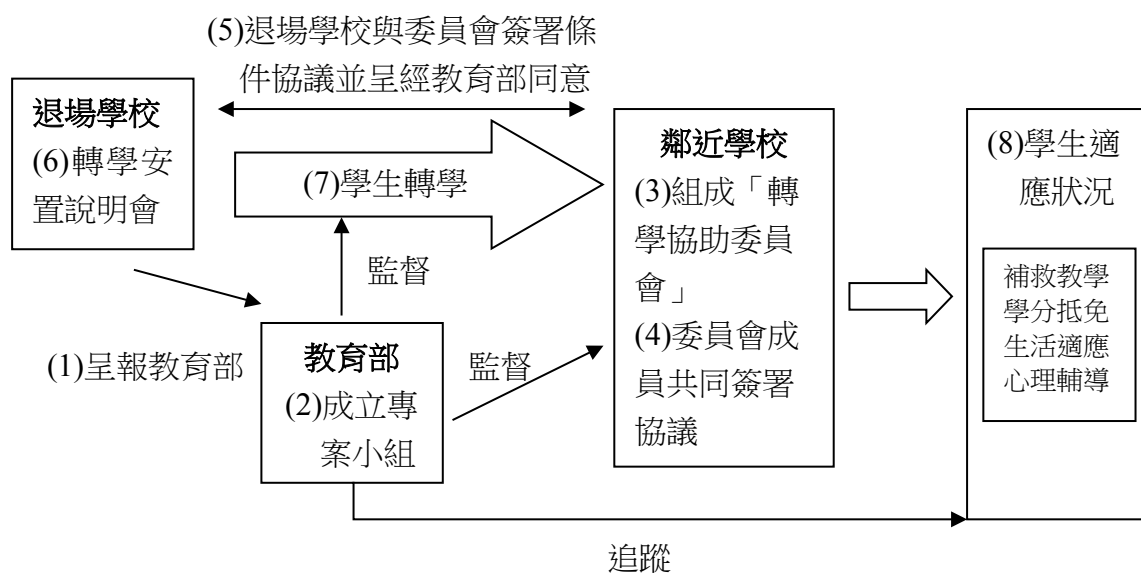 (5)退場學校與委員會簽署條
件協議並呈經教育部同意
退場學校
(6)轉學安
置說明會
(7)學生轉學
鄰近學校
(3)組成「轉
學協助委員
會」
(4)委員會成
員共同簽署
協議
(8)學生適
應狀況
補救教學
學分抵免
生活適應
心理輔導
監督
(1)呈報教育部
教育部
(2)成立專
案小組
監督
追蹤